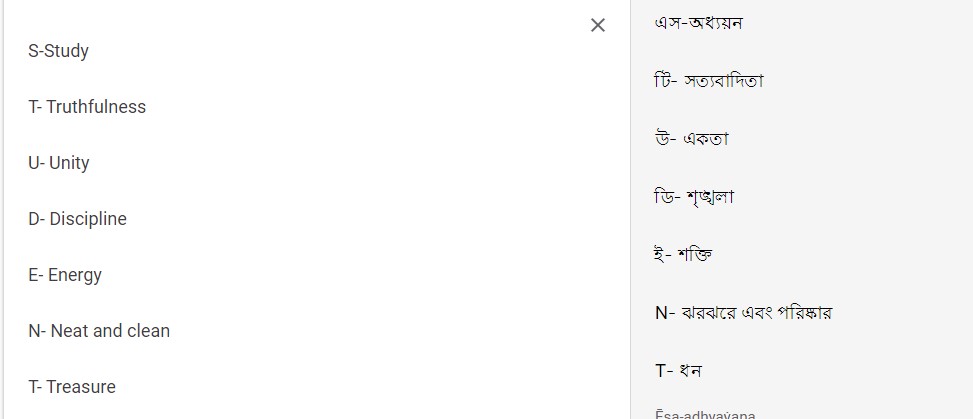 S-Study
T- Truthfulness
U- Unity
D- Discipline
E- Energy
N- Neat and clean
T- Treasure
এস-অধ্যয়ন
টি- সত্যবাদিতা
উ- একতা
ডি- শৃঙ্খলা
ই- শক্তি
N- ঝরঝরে এবং পরিষ্কার
T- ধন
Ēsa-adhyaẏana